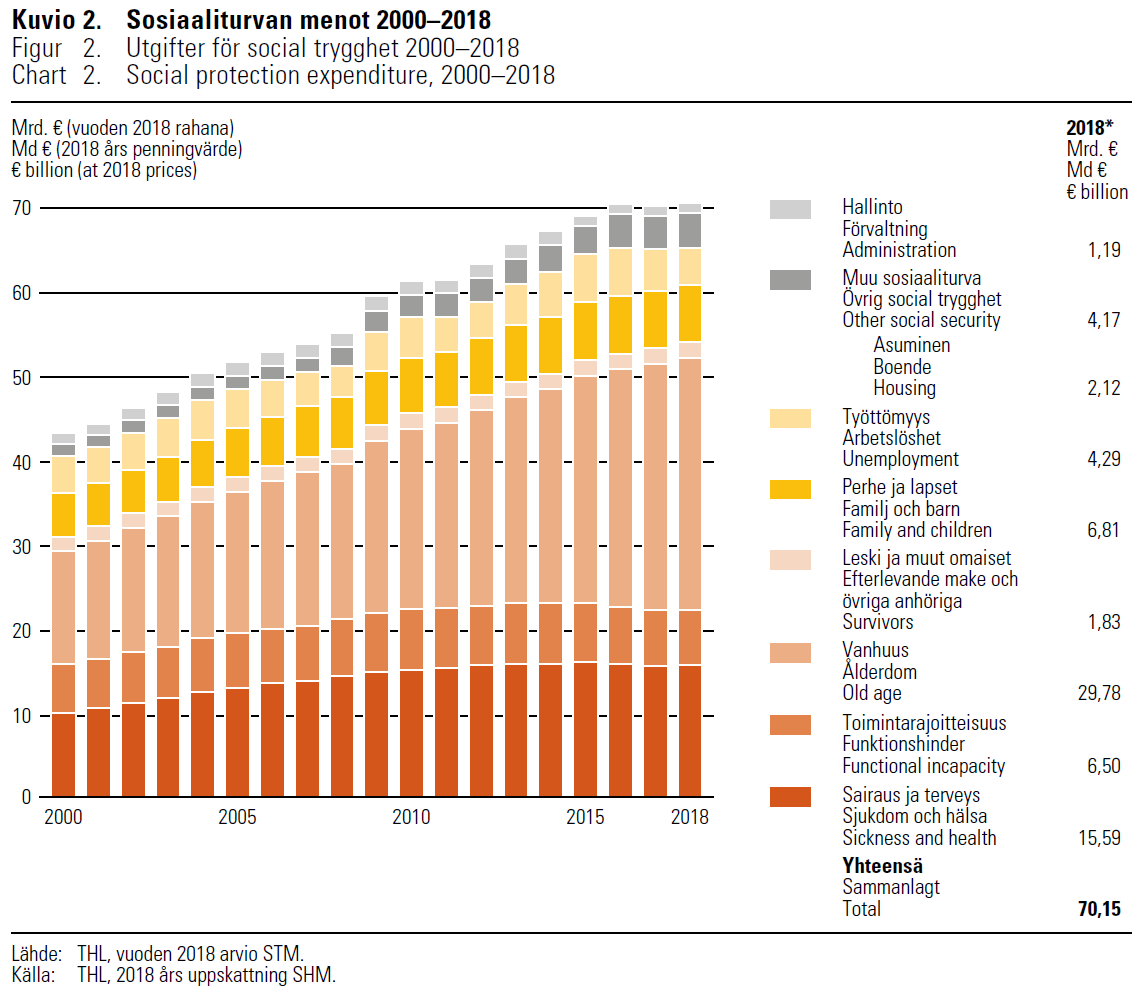 Kuvio 2. Sosiaaliturvan menot 2000–2018
Figur 2. Utgifter för social trygghet 2000–2018
Chart 2. Social protection expenditure, 2000–2018
Mrd. € (vuoden 2018 rahana)
Md € (2018 års penningvärde)
€ billion (at 2018 prices)
2018*
Mrd. €
Md €
€ billion
70
60
50
40
30
20
10
0
2000 2005 2010 2015 2018
Hallinto
Förvaltning
Administration 1,19
Muu sosiaaliturva
Övrig social trygghet
Other social security 4,17
Asuminen
Boende
Housing 2,12
Työttömyys
Arbetslöshet
Unemployment 4,29
Perhe ja lapset
Familj och barn
Family and children 6,81
Leski ja muut omaiset
Efterlevande make och
övriga anhöriga
Survivors 1,83
Vanhuus
Ålderdom
Old age 29,78
Toimintarajoitteisuus
Funktionshinder
Functional incapacity 6,50
Sairaus ja terveys
Sjukdom och hälsa
Sickness and health 15,59
Yhteensä
Sammanlagt
Total 70,15
Lähde: THL, vuoden 2018 arvio STM.
Källa: THL, 2018 års uppskattning SHM.